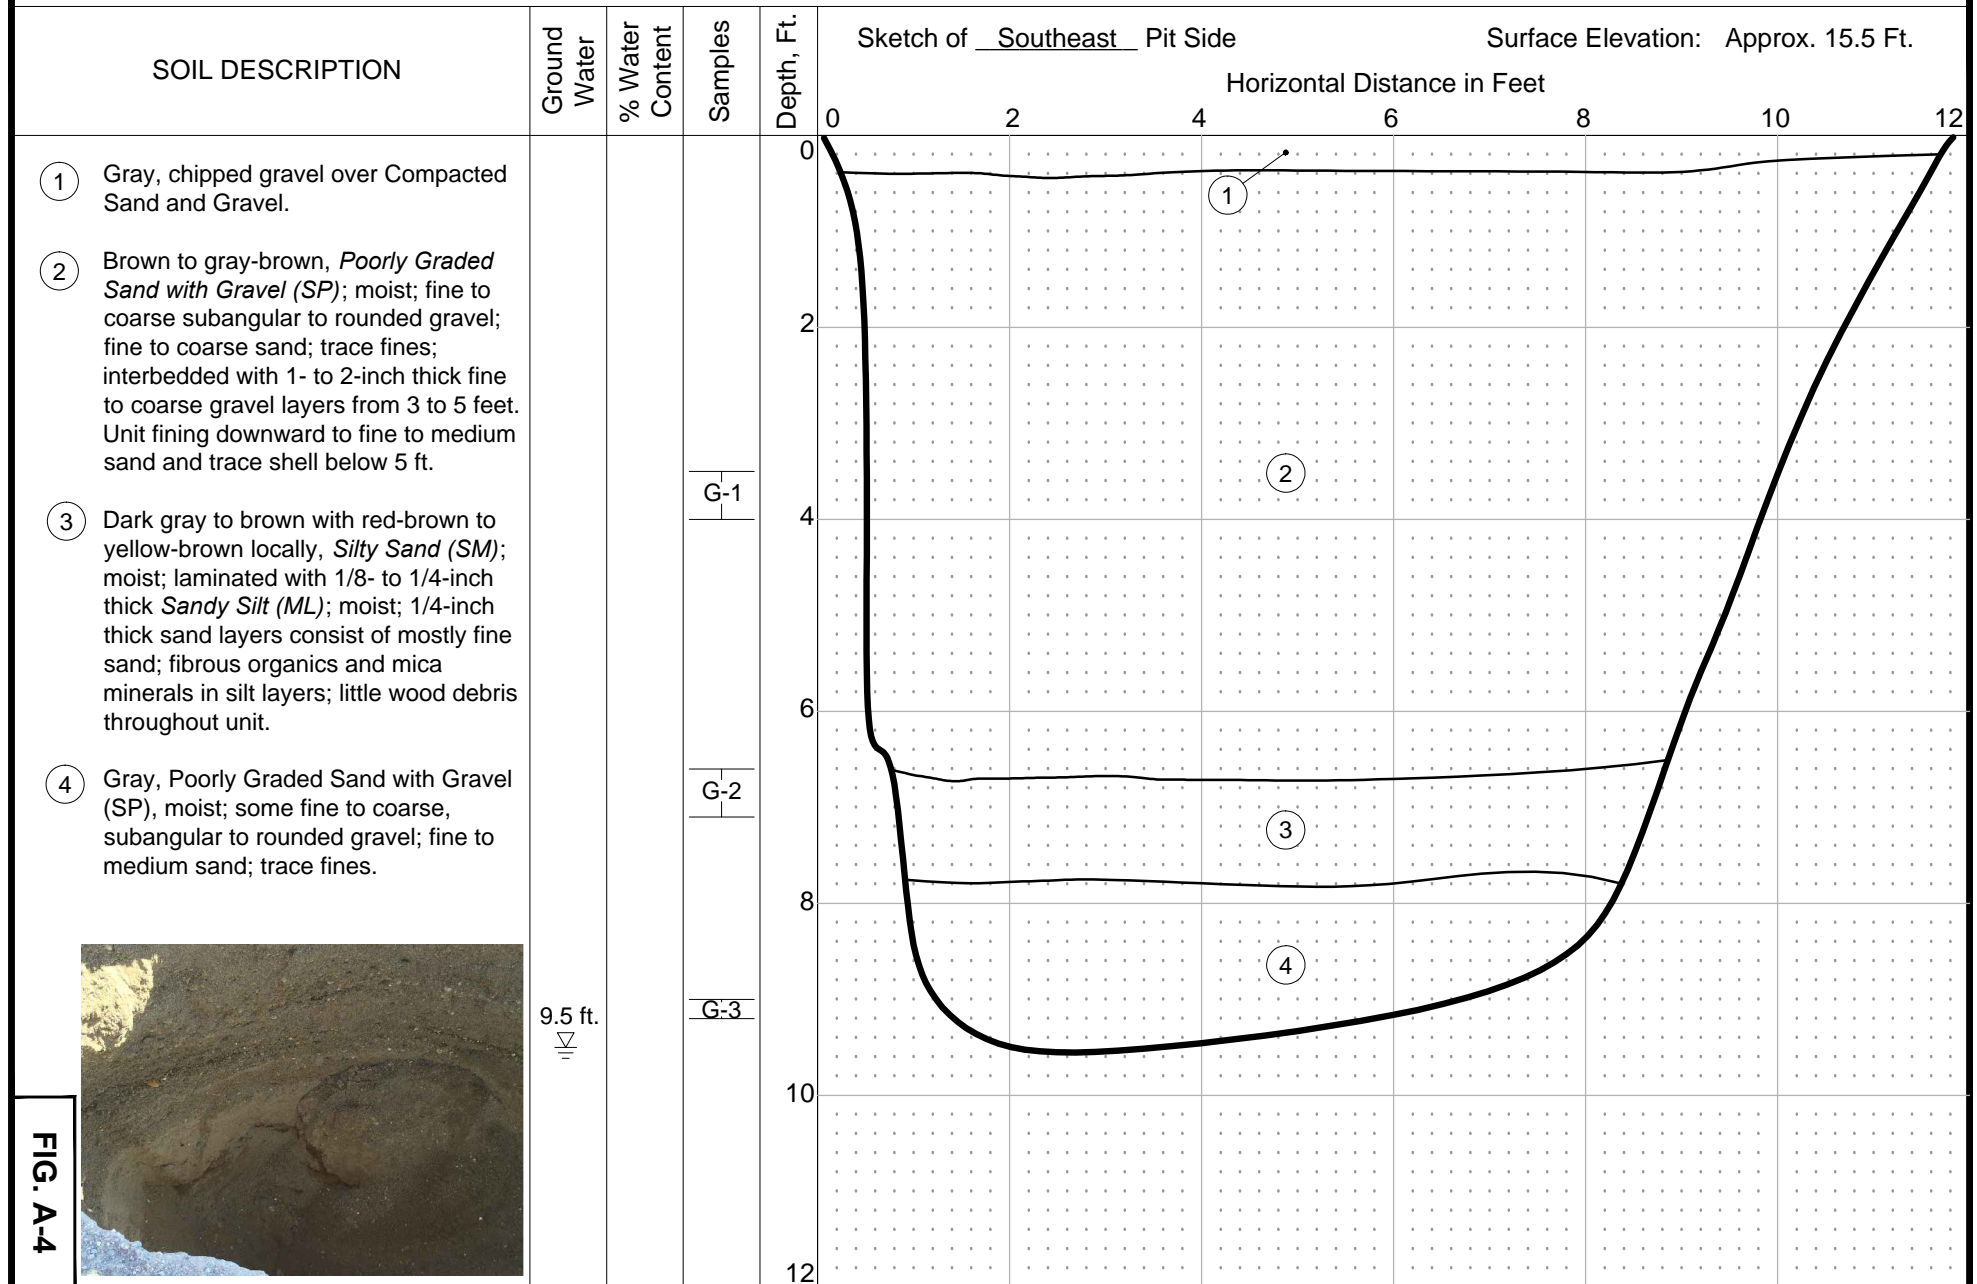 SOIL DESCRIPTION
Ground
Water
% Water
Content
Samples
Depth, Ft.
Sketch of Southeast Pit Side
Surface Elevation: Approx. 15.5 Ft.
Horizontal Distance in Feet
0 2 4 6 8 10 12
1 Gray, chipped gravel over Compacted
Sand and Gravel.
2 Brown to gray-brown, Poorly Graded
Sand with Gravel (SP); moist; fine to
coarse subangular to rounded gravel;
fine to coarse sand; trace fines;
interbedded with 1- to 2-inch thick fine
to coarse gravel layers from 3 to 5 feet.
Unit fining downward to fine to medium
sand and trace shell below 5 ft.
3 Dark gray to brown with red-brown to
yellow-brown locally, Silty Sand (SM);
moist; laminated with 1/8- to 1/4-inch
thick Sandy Silt (ML); moist; 1/4-inch
thick sand layers consist of mostly fine
sand; fibrous organics and mica
minerals in silt layers; little wood debris
throughout unit.
4 Gray, Poorly Graded Sand with Gravel
(SP), moist; some fine to coarse,
subangular to rounded gravel; fine to
medium sand; trace fines.
9.5 ft.
G-1
G-2
G-3
0
2
4
6
8
10
12
1
2
3
4
FIG. A-4